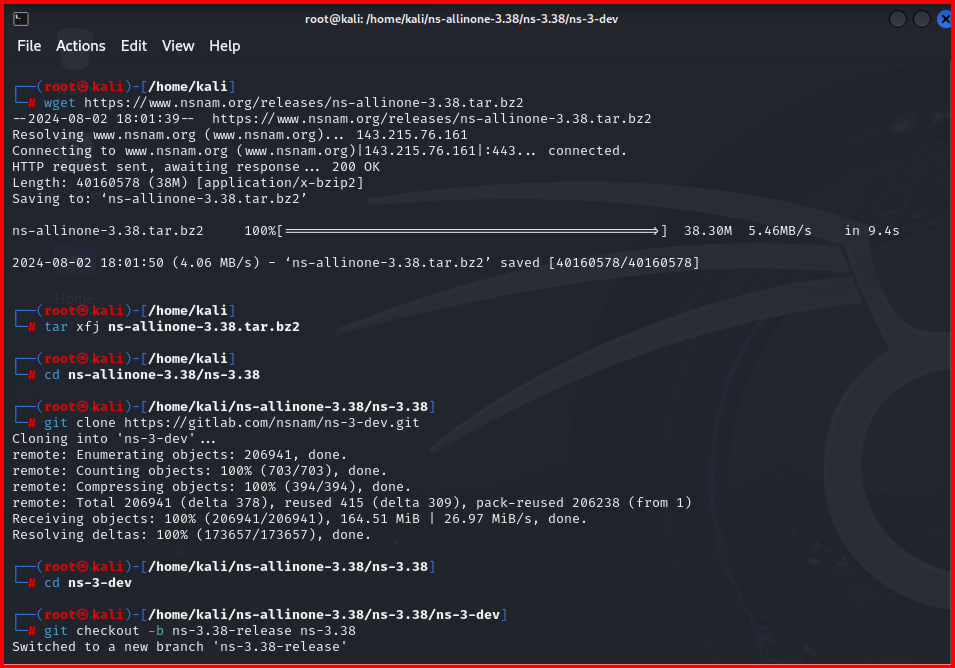 root@kali: /home/kali/ns-allinone-3.38/ns-3.38/ns-3-dev
File Actions Edit View Help
┌──(root㉿kali)-[/home/kali]
└─# wget https://www.nsnam.org/releases/ns-allinone-3.38.tar.bz2
--2024-08-02 18:01:39--  https://www.nsnam.org/releases/ns-allinone-3.38.tar.bz2
Resolving www.nsnam.org (www.nsnam.org)... 143.215.76.161
Connecting to www.nsnam.org (www.nsnam.org)|143.215.76.161|:443... connected.
HTTP request sent, awaiting response... 200 OK
Length: 40160578 (38M) [application/x-bzip2]
Saving to: ‘ns-allinone-3.38.tar.bz2’
ns-allinone-3.38.tar.bz2     100%[==============================================>]  38.30M  5.46MB/s    in 9.4s
2024-08-02 18:01:50 (4.06 MB/s) - ‘ns-allinone-3.38.tar.bz2’ saved [40160578/40160578]
Home
┌──(root㉿kali)-[/home/kali]
└─# tar xfj ns-allinone-3.38.tar.bz2
┌──(root㉿kali)-[/home/kali]
└─# cd ns-allinone-3.38/ns-3.38
┌──(root㉿kali)-[/home/kali/ns-allinone-3.38/ns-3.38]
└─# git clone https://gitlab.com/nsnam/ns-3-dev.git
Cloning into 'ns-3-dev'...
remote: Enumerating objects: 206941, done.
remote: Counting objects: 100% (703/703), done.
remote: Compressing objects: 100% (394/394), done.
remote: Total 206941 (delta 378), reused 415 (delta 309), pack-reused 206238 (from 1)
Receiving objects: 100% (206941/206941), 164.51 MiB | 26.97 MiB/s, done.
Resolving deltas: 100% (173657/173657), done.
┌──(root㉿kali)-[/home/kali/ns-allinone-3.38/ns-3.38]
└─# cd ns-3-dev
┌──(root㉿kali)-[/home/kali/ns-allinone-3.38/ns-3.38/ns-3-dev]
└─# git checkout -b ns-3.38-release ns-3.38
Switched to a new branch 'ns-3.38-release'